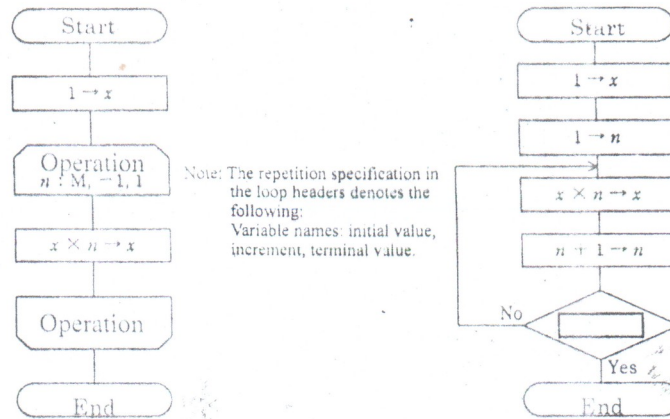 Start
1 → x
Operation
n : M, −1, 1
x × n → x
Operation
End
Note: The repetition specification in
the loop headers denotes the
following:
Variable names: initial value,
increment, terminal value.
Start
1 → x
1 → n
x × n → x
n + 1 → n
No
Yes
End